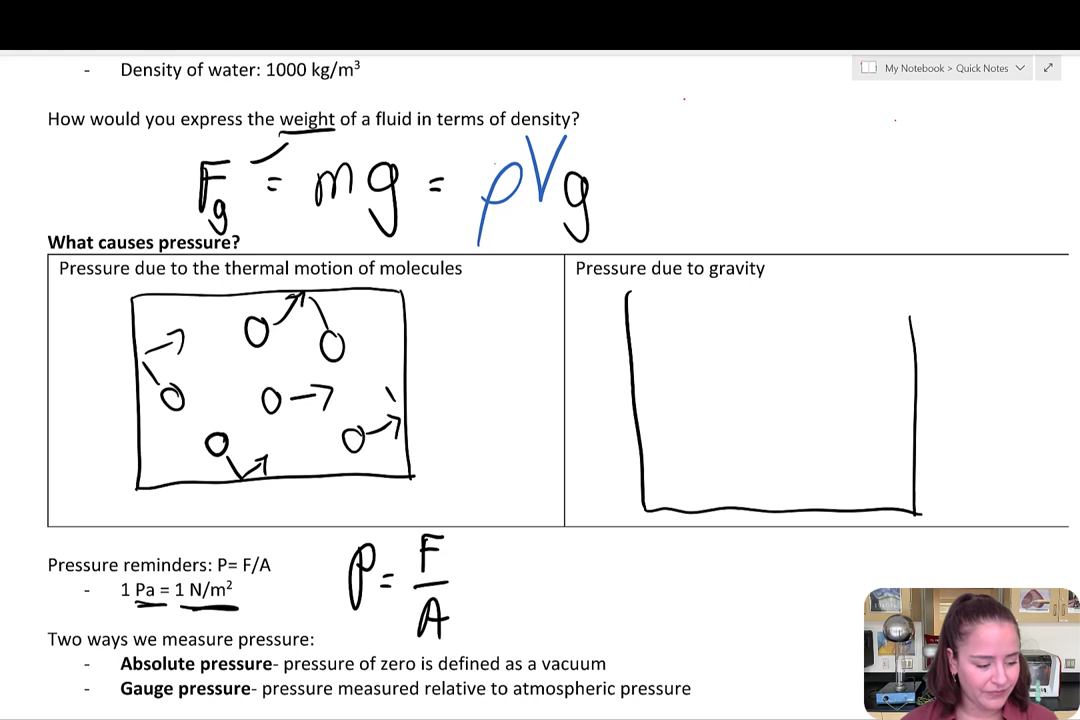 - Density of water: 1000 kg/m³
My Notebook > Quick Notes
How would you express the weight of a fluid in terms of density?
Fg = mg = ρVg
What causes pressure?
Pressure due to the thermal motion of molecules
Pressure due to gravity
Pressure reminders: P= F/A
- 1 Pa = 1 N/m²
P = F/A
Two ways we measure pressure:
- Absolute pressure- pressure of zero is defined as a vacuum
- Gauge pressure- pressure measured relative to atmospheric pressure